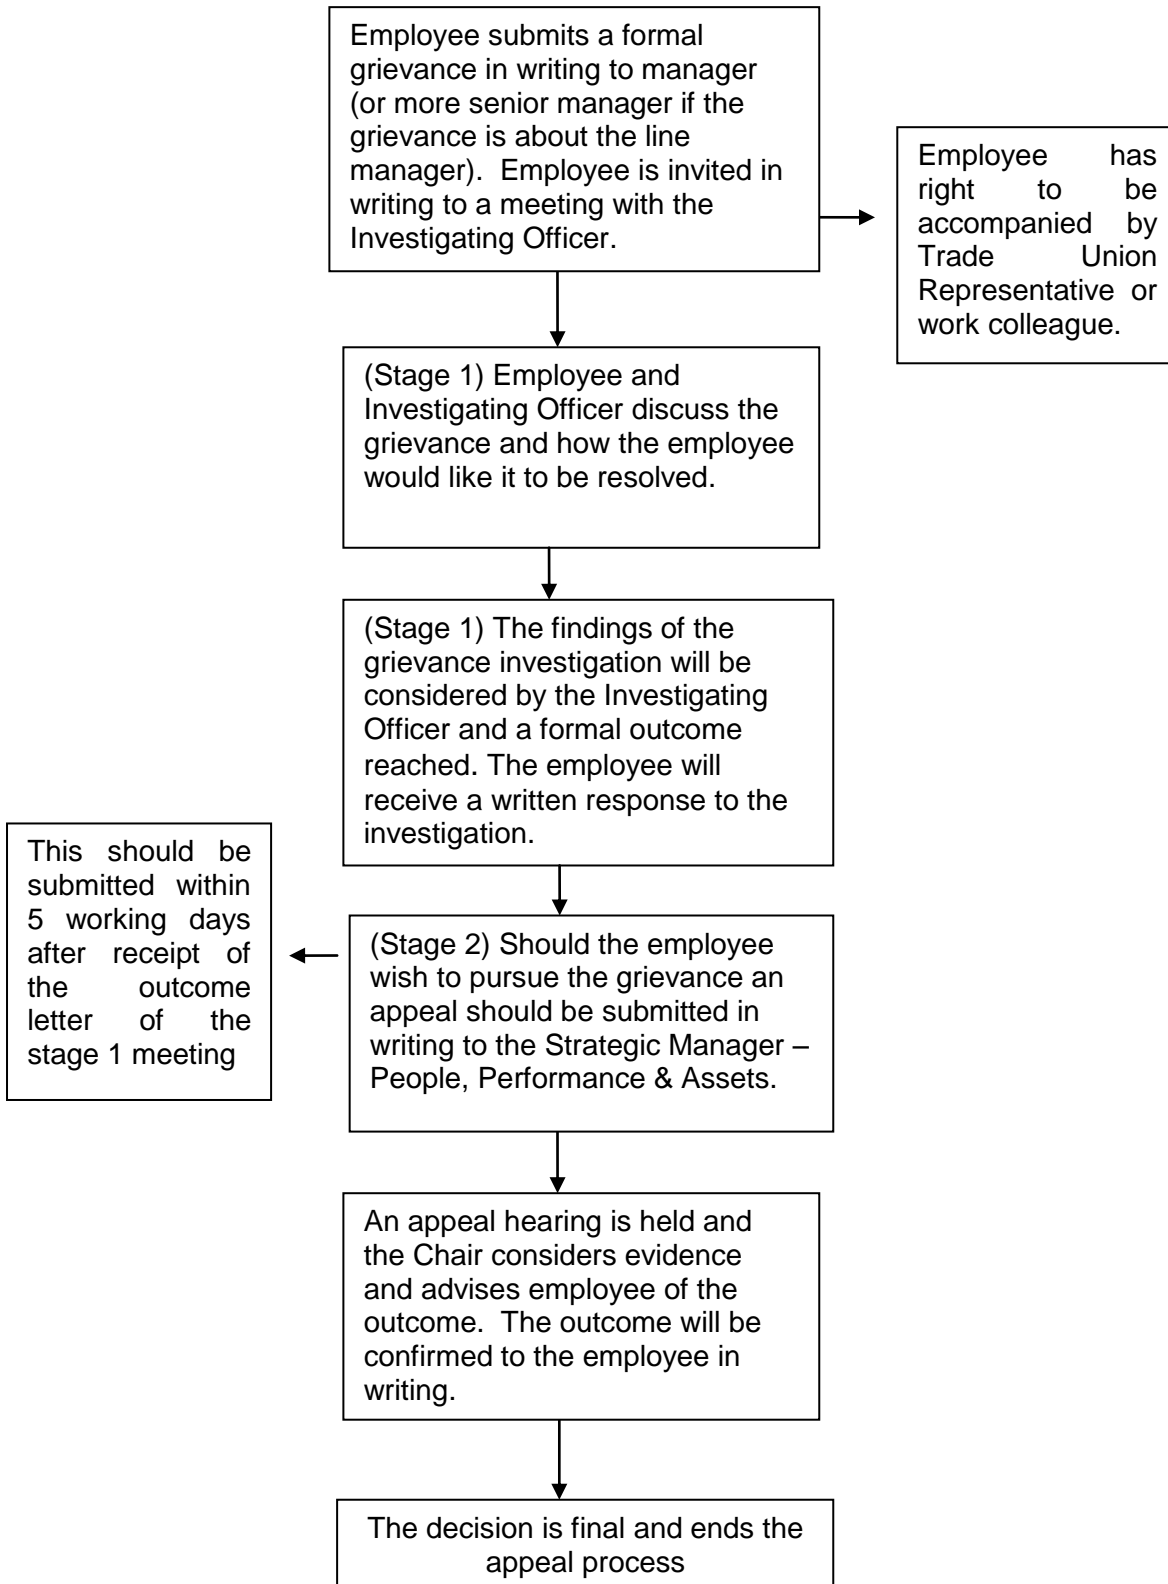 Employee submits a formal
grievance in writing to manager
(or more senior manager if the
grievance is about the line
manager).  Employee is invited in
writing to a meeting with the
Investigating Officer.
Employee has
right to be
accompanied by
Trade Union
Representative or
work colleague.
(Stage 1) Employee and
Investigating Officer discuss the
grievance and how the employee
would like it to be resolved.
(Stage 1) The findings of the
grievance investigation will be
considered by the Investigating
Officer and a formal outcome
reached. The employee will
receive a written response to the
investigation.
This should be
submitted within
5 working days
after receipt of
the outcome
letter of the
stage 1 meeting
(Stage 2) Should the employee
wish to pursue the grievance an
appeal should be submitted in
writing to the Strategic Manager –
People, Performance & Assets.
An appeal hearing is held and
the Chair considers evidence
and advises employee of the
outcome.  The outcome will be
confirmed to the employee in
writing.
The decision is final and ends the
appeal process